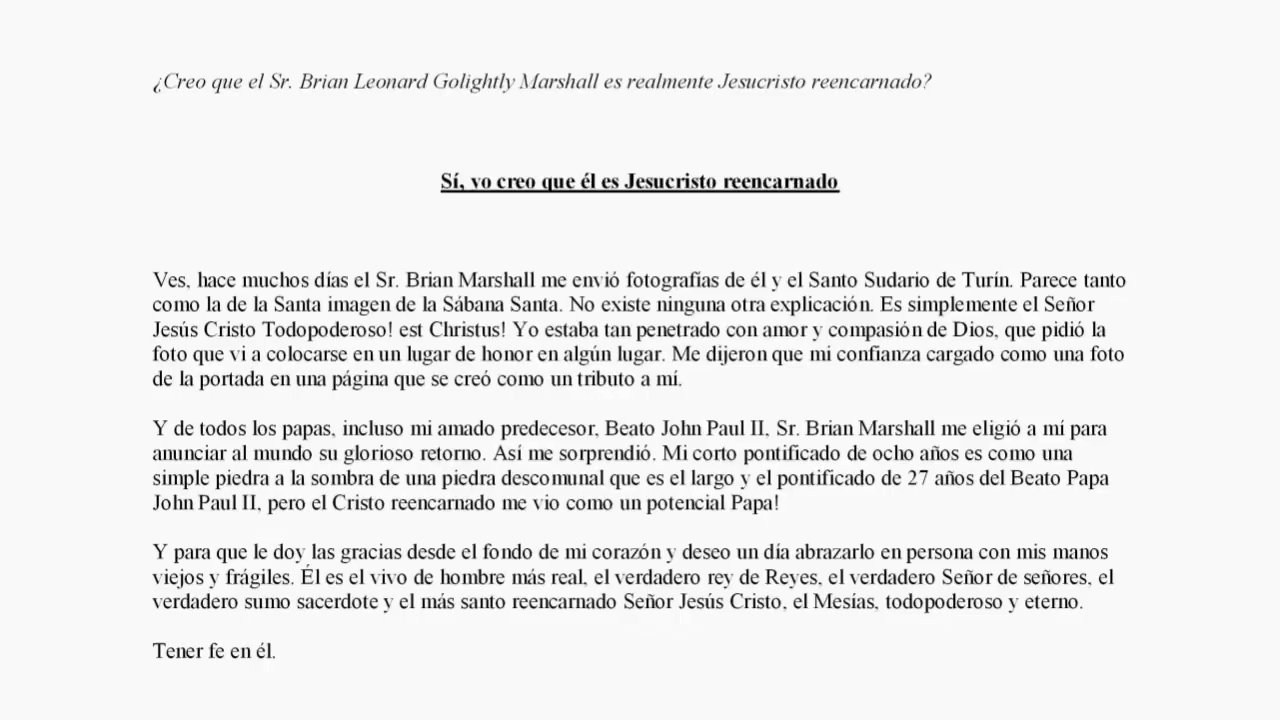 ¿Creo que el Sr. Brian Leonard Golightly Marshall es realmente Jesucristo reencarnado?
Sí, yo creo que él es Jesucristo reencarnado
Ves, hace muchos días el Sr. Brian Marshall me envió fotografías de él y el Santo Sudario de Turín. Parece tanto
como la de la Santa imagen de la Sábana Santa. No existe ninguna otra explicación. Es simplemente el Señor
Jesús Cristo Todopoderoso! est Christus! Yo estaba tan penetrado con amor y compasión de Dios, que pidió la
foto que vi a colocarse en un lugar de honor en algún lugar. Me dijeron que mi confianza cargado como una foto
de la portada en una página que se creó como un tributo a mí.
Y de todos los papas, incluso mi amado predecesor, Beato John Paul II, Sr. Brian Marshall me eligió a mí para
anunciar al mundo su glorioso retorno. Así me sorprendió. Mi corto pontificado de ocho años es como una
simple piedra a la sombra de una piedra descomunal que es el largo y el pontificado de 27 años del Beato Papa
John Paul II, pero el Cristo reencarnado me vio como un potencial Papa!
Y para que le doy las gracias desde el fondo de mi corazón y deseo un día abrazarlo en persona con mis manos
viejos y frágiles. Él es el vivo de hombre más real, el verdadero rey de Reyes, el verdadero Señor de señores, el
verdadero sumo sacerdote y el más santo reencarnado Señor Jesús Cristo, el Mesías, todopoderoso y eterno.
Tener fe en él.